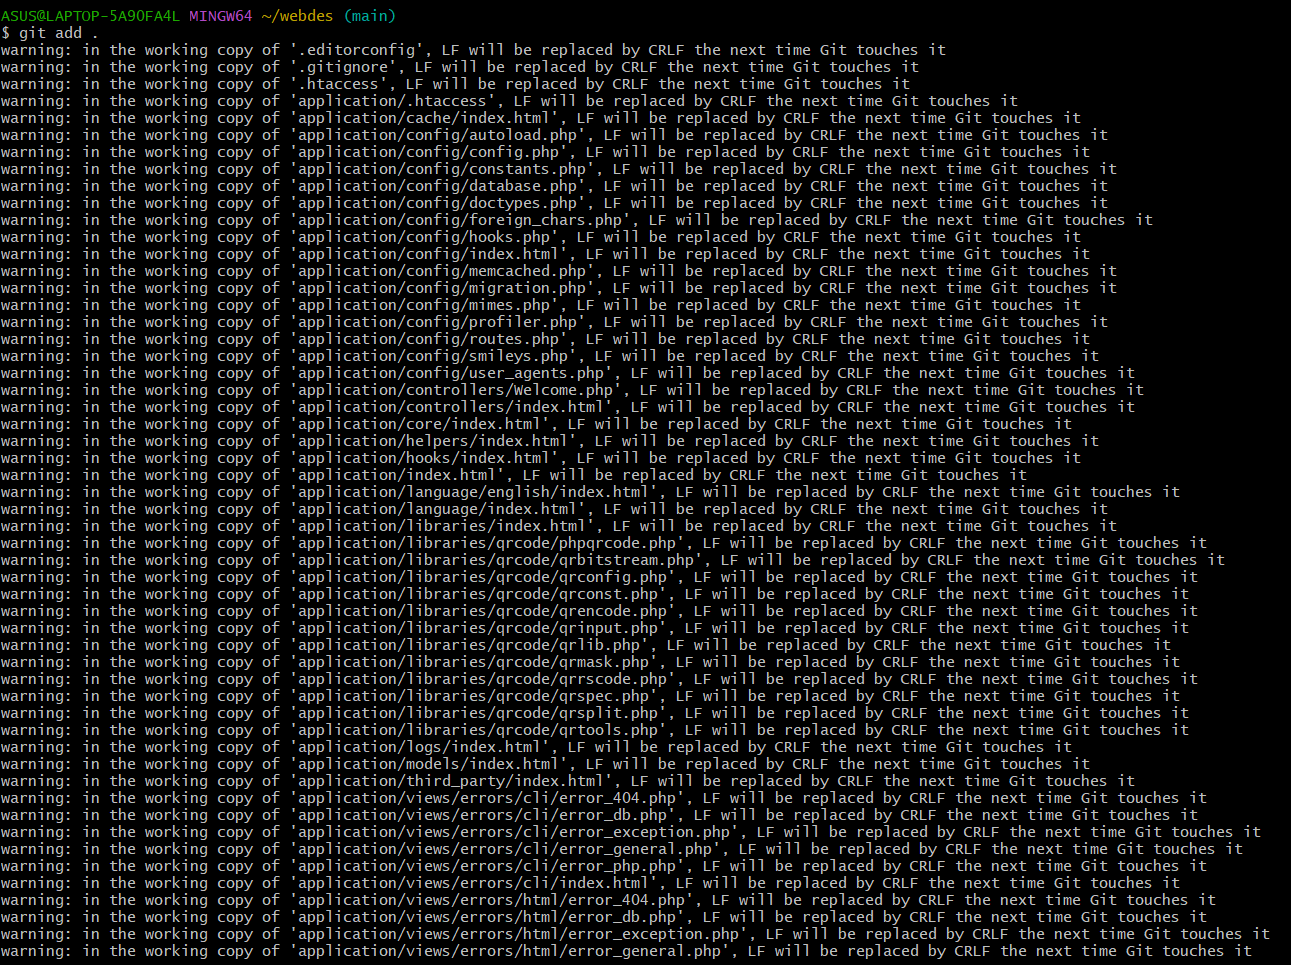 ASUS@LAPTOP-5A9OFA4L MINGW64 ~/webdes (main)
$ git add .
warning: in the working copy of '.editorconfig', LF will be replaced by CRLF the next time Git touches it
warning: in the working copy of '.gitignore', LF will be replaced by CRLF the next time Git touches it
warning: in the working copy of '.htaccess', LF will be replaced by CRLF the next time Git touches it
warning: in the working copy of 'application/.htaccess', LF will be replaced by CRLF the next time Git touches it
warning: in the working copy of 'application/cache/index.html', LF will be replaced by CRLF the next time Git touches it
warning: in the working copy of 'application/config/autoload.php', LF will be replaced by CRLF the next time Git touches it
warning: in the working copy of 'application/config/config.php', LF will be replaced by CRLF the next time Git touches it
warning: in the working copy of 'application/config/constants.php', LF will be replaced by CRLF the next time Git touches it
warning: in the working copy of 'application/config/database.php', LF will be replaced by CRLF the next time Git touches it
warning: in the working copy of 'application/config/doctypes.php', LF will be replaced by CRLF the next time Git touches it
warning: in the working copy of 'application/config/foreign_chars.php', LF will be replaced by CRLF the next time Git touches it
warning: in the working copy of 'application/config/hooks.php', LF will be replaced by CRLF the next time Git touches it
warning: in the working copy of 'application/config/index.html', LF will be replaced by CRLF the next time Git touches it
warning: in the working copy of 'application/config/memcached.php', LF will be replaced by CRLF the next time Git touches it
warning: in the working copy of 'application/config/migration.php', LF will be replaced by CRLF the next time Git touches it
warning: in the working copy of 'application/config/mimes.php', LF will be replaced by CRLF the next time Git touches it
warning: in the working copy of 'application/config/profiler.php', LF will be replaced by CRLF the next time Git touches it
warning: in the working copy of 'application/config/routes.php', LF will be replaced by CRLF the next time Git touches it
warning: in the working copy of 'application/config/smileys.php', LF will be replaced by CRLF the next time Git touches it
warning: in the working copy of 'application/config/user_agents.php', LF will be replaced by CRLF the next time Git touches it
warning: in the working copy of 'application/controllers/Welcome.php', LF will be replaced by CRLF the next time Git touches it
warning: in the working copy of 'application/controllers/index.html', LF will be replaced by CRLF the next time Git touches it
warning: in the working copy of 'application/core/index.html', LF will be replaced by CRLF the next time Git touches it
warning: in the working copy of 'application/helpers/index.html', LF will be replaced by CRLF the next time Git touches it
warning: in the working copy of 'application/hooks/index.html', LF will be replaced by CRLF the next time Git touches it
warning: in the working copy of 'application/index.html', LF will be replaced by CRLF the next time Git touches it
warning: in the working copy of 'application/language/english/index.html', LF will be replaced by CRLF the next time Git touches it
warning: in the working copy of 'application/language/index.html', LF will be replaced by CRLF the next time Git touches it
warning: in the working copy of 'application/libraries/index.html', LF will be replaced by CRLF the next time Git touches it
warning: in the working copy of 'application/libraries/qrcode/phpqrcode.php', LF will be replaced by CRLF the next time Git touches it
warning: in the working copy of 'application/libraries/qrcode/qrbitstream.php', LF will be replaced by CRLF the next time Git touches it
warning: in the working copy of 'application/libraries/qrcode/qrconfig.php', LF will be replaced by CRLF the next time Git touches it
warning: in the working copy of 'application/libraries/qrcode/qrconst.php', LF will be replaced by CRLF the next time Git touches it
warning: in the working copy of 'application/libraries/qrcode/qrencode.php', LF will be replaced by CRLF the next time Git touches it
warning: in the working copy of 'application/libraries/qrcode/qrinput.php', LF will be replaced by CRLF the next time Git touches it
warning: in the working copy of 'application/libraries/qrcode/qrlib.php', LF will be replaced by CRLF the next time Git touches it
warning: in the working copy of 'application/libraries/qrcode/qrmask.php', LF will be replaced by CRLF the next time Git touches it
warning: in the working copy of 'application/libraries/qrcode/qrrscode.php', LF will be replaced by CRLF the next time Git touches it
warning: in the working copy of 'application/libraries/qrcode/qrspec.php', LF will be replaced by CRLF the next time Git touches it
warning: in the working copy of 'application/libraries/qrcode/qrsplit.php', LF will be replaced by CRLF the next time Git touches it
warning: in the working copy of 'application/libraries/qrcode/qrtools.php', LF will be replaced by CRLF the next time Git touches it
warning: in the working copy of 'application/logs/index.html', LF will be replaced by CRLF the next time Git touches it
warning: in the working copy of 'application/models/index.html', LF will be replaced by CRLF the next time Git touches it
warning: in the working copy of 'application/third_party/index.html', LF will be replaced by CRLF the next time Git touches it
warning: in the working copy of 'application/views/errors/cli/error_404.php', LF will be replaced by CRLF the next time Git touches it
warning: in the working copy of 'application/views/errors/cli/error_db.php', LF will be replaced by CRLF the next time Git touches it
warning: in the working copy of 'application/views/errors/cli/error_exception.php', LF will be replaced by CRLF the next time Git touches it
warning: in the working copy of 'application/views/errors/cli/error_general.php', LF will be replaced by CRLF the next time Git touches it
warning: in the working copy of 'application/views/errors/cli/error_php.php', LF will be replaced by CRLF the next time Git touches it
warning: in the working copy of 'application/views/errors/cli/index.html', LF will be replaced by CRLF the next time Git touches it
warning: in the working copy of 'application/views/errors/html/error_404.php', LF will be replaced by CRLF the next time Git touches it
warning: in the working copy of 'application/views/errors/html/error_db.php', LF will be replaced by CRLF the next time Git touches it
warning: in the working copy of 'application/views/errors/html/error_exception.php', LF will be replaced by CRLF the next time Git touches it
warning: in the working copy of 'application/views/errors/html/error_general.php', LF will be replaced by CRLF the next time Git touches it